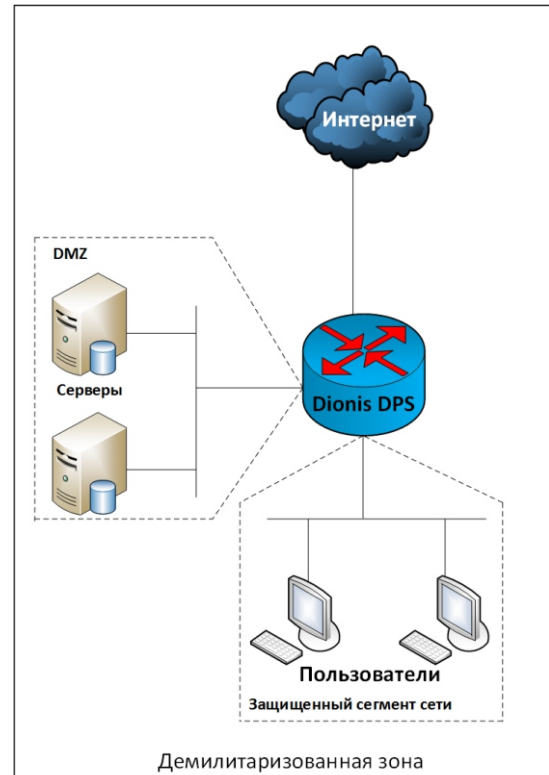 Интернет
DMZ
Серверы
Dionis DPS
Пользователи
Защищенный сегмент сети
Демилитаризованная зона